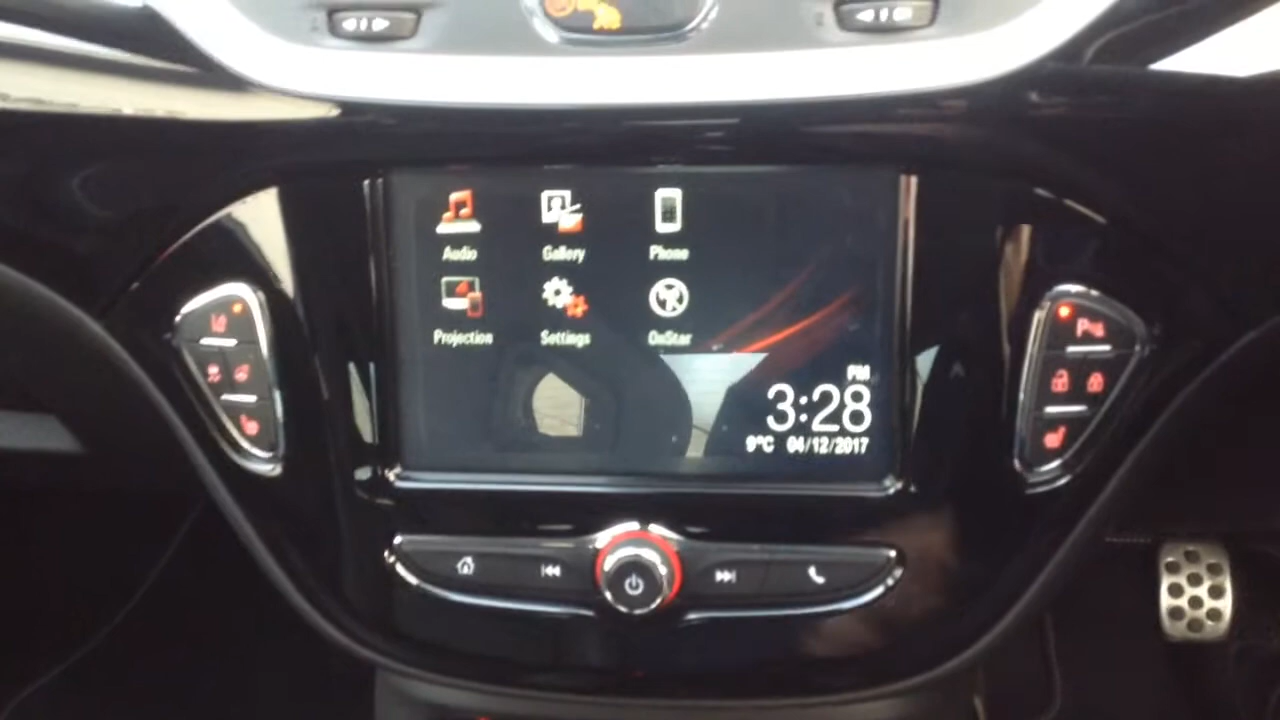 Audio Gallery Phone
Projection Settings OnStar
PM
3:28
9°C 04/12/2017